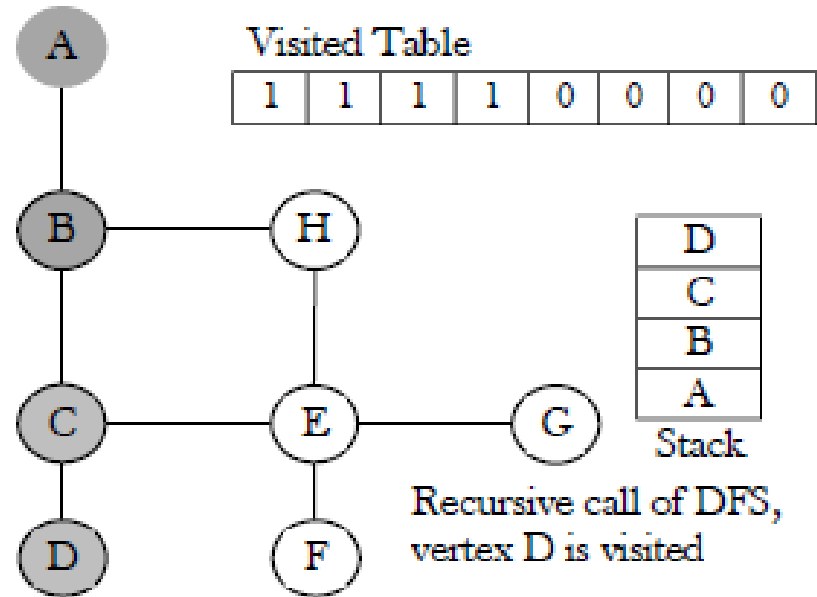 A
Visited Table
1 1 1 1 0 0 0 0
B
H
D
C
B
A
Stack
C
E
G
Recursive call of DFS,
vertex D is visited
D
F